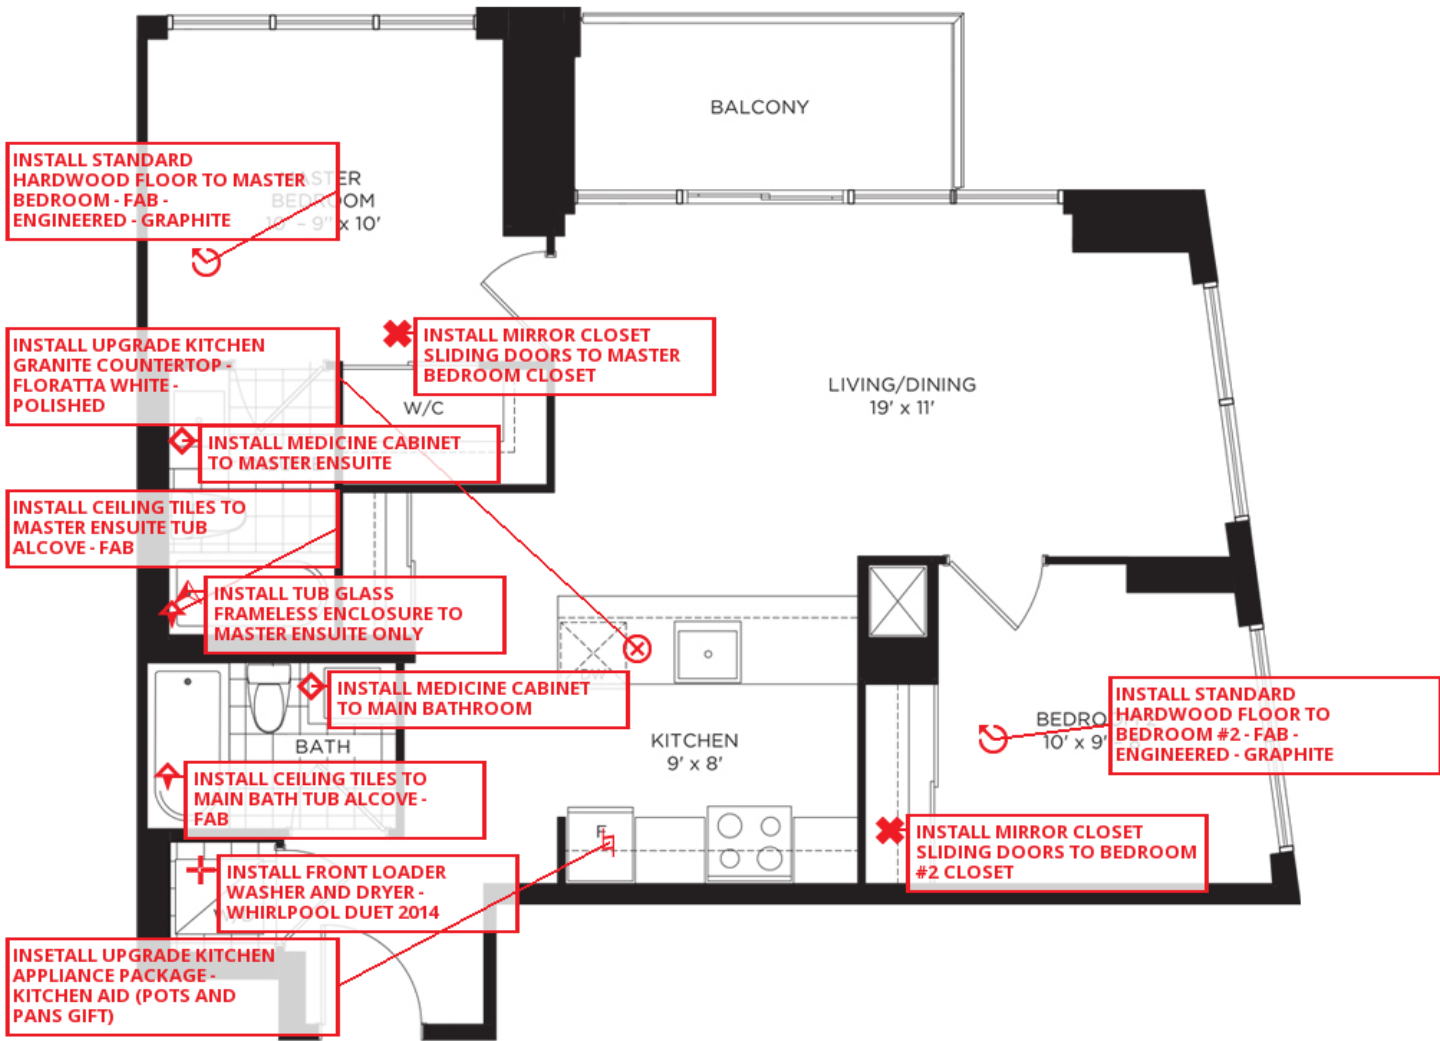 BALCONY
INSTALL STANDARD
HARDWOOD FLOOR TO MASTER
BEDROOM - FAB -
ENGINEERED - GRAPHITE
MASTER
BEDROOM
10' - 9" x 10'
INSTALL UPGRADE KITCHEN
GRANITE COUNTERTOP -
FLORATTA WHITE -
POLISHED
INSTALL MIRROR CLOSET
SLIDING DOORS TO MASTER
BEDROOM CLOSET
W/C
LIVING/DINING
19' x 11'
INSTALL MEDICINE CABINET
TO MASTER ENSUITE
INSTALL CEILING TILES TO
MASTER ENSUITE TUB
ALCOVE - FAB
INSTALL TUB GLASS
FRAMELESS ENCLOSURE TO
MASTER ENSUITE ONLY
DW
INSTALL MEDICINE CABINET
TO MAIN BATHROOM
BATH
KITCHEN
9' x 8'
BEDRO
10' x 9'
INSTALL STANDARD
HARDWOOD FLOOR TO
BEDROOM #2 - FAB -
ENGINEERED - GRAPHITE
INSTALL CEILING TILES TO
MAIN BATH TUB ALCOVE -
FAB
F
INSTALL MIRROR CLOSET
SLIDING DOORS TO BEDROOM
#2 CLOSET
INSTALL FRONT LOADER
WASHER AND DRYER -
WHIRLPOOL DUET 2014
INSETALL UPGRADE KITCHEN
APPLIANCE PACKAGE -
KITCHEN AID (POTS AND
PANS GIFT)